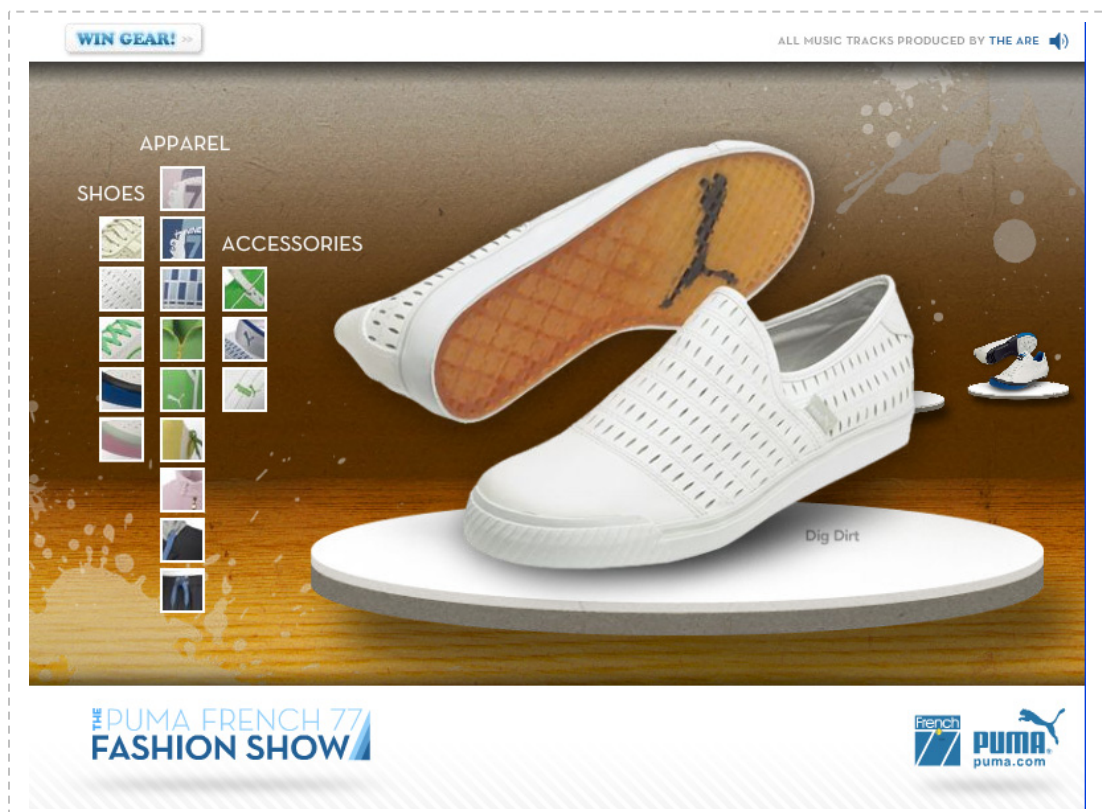 WIN GEAR! »
ALL MUSIC TRACKS PRODUCED BY THE ARE
APPAREL
SHOES
ACCESSORIES
Dig Dirt
THE PUMA FRENCH 77
FASHION SHOW
French
77
PUMA
puma.com